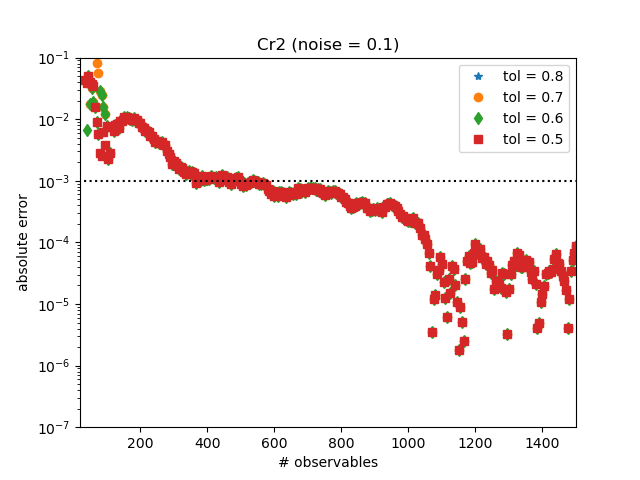 Cr2 (noise = 0.1)
absolute error
10⁻¹
10⁻²
10⁻³
10⁻⁴
10⁻⁵
10⁻⁶
10⁻⁷
tol = 0.8
tol = 0.7
tol = 0.6
tol = 0.5
200 400 600 800 1000 1200 1400
# observables